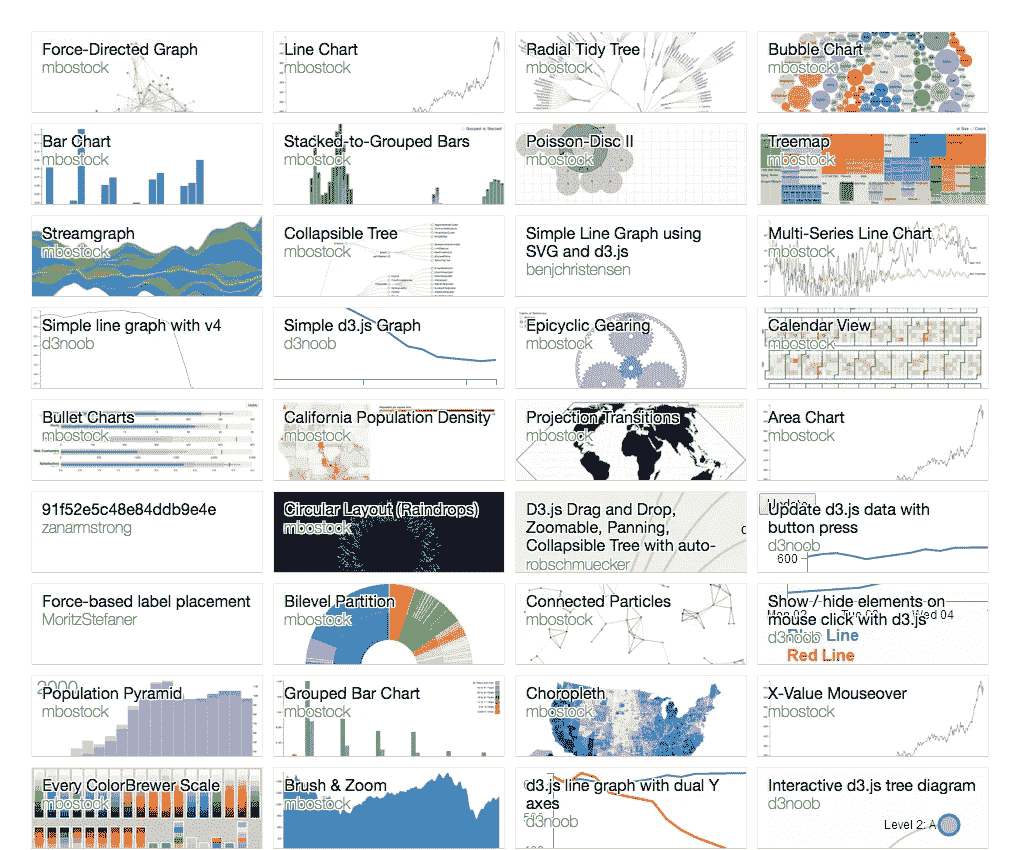 Force-Directed Graph
mbostock
Line Chart
mbostock
Radial Tidy Tree
mbostock
Bubble Chart
mbostock
Bar Chart
mbostock
Stacked-to-Grouped Bars
mbostock
Poisson-Disc II
mbostock
Treemap
mbostock
Streamgraph
mbostock
Collapsible Tree
mbostock
Simple Line Graph using
SVG and d3.js
benjchristensen
Multi-Series Line Chart
mbostock
Simple line graph with v4
d3noob
Simple d3.js Graph
d3noob
Epicyclic Gearing
mbostock
Calendar View
mbostock
Bullet Charts
mbostock
California Population Density
mbostock
Projection Transitions
mbostock
Area Chart
mbostock
91f52e5c48e84ddb9e4e
zanarmstrong
Circular Layout (Raindrops)
mbostock
D3.js Drag and Drop,
Zoomable, Panning,
Collapsible Tree with auto-
robschmuecker
Update d3.js data with
button press
d3noob
600
Force-based label placement
MoritzStefaner
Bilevel Partition
mbostock
Connected Particles
mbostock
Show / hide elements on
mouse click with d3.js
d3noob
Wed 04
Line
Red Line
2000
Population Pyramid
mbostock
Grouped Bar Chart
mbostock
Choropleth
mbostock
X-Value Mouseover
mbostock
Every ColorBrewer Scale
mbostock
Brush & Zoom
mbostock
d3.js line graph with dual Y
axes
d3noob
Interactive d3.js tree diagram
d3noob
Level 2: A